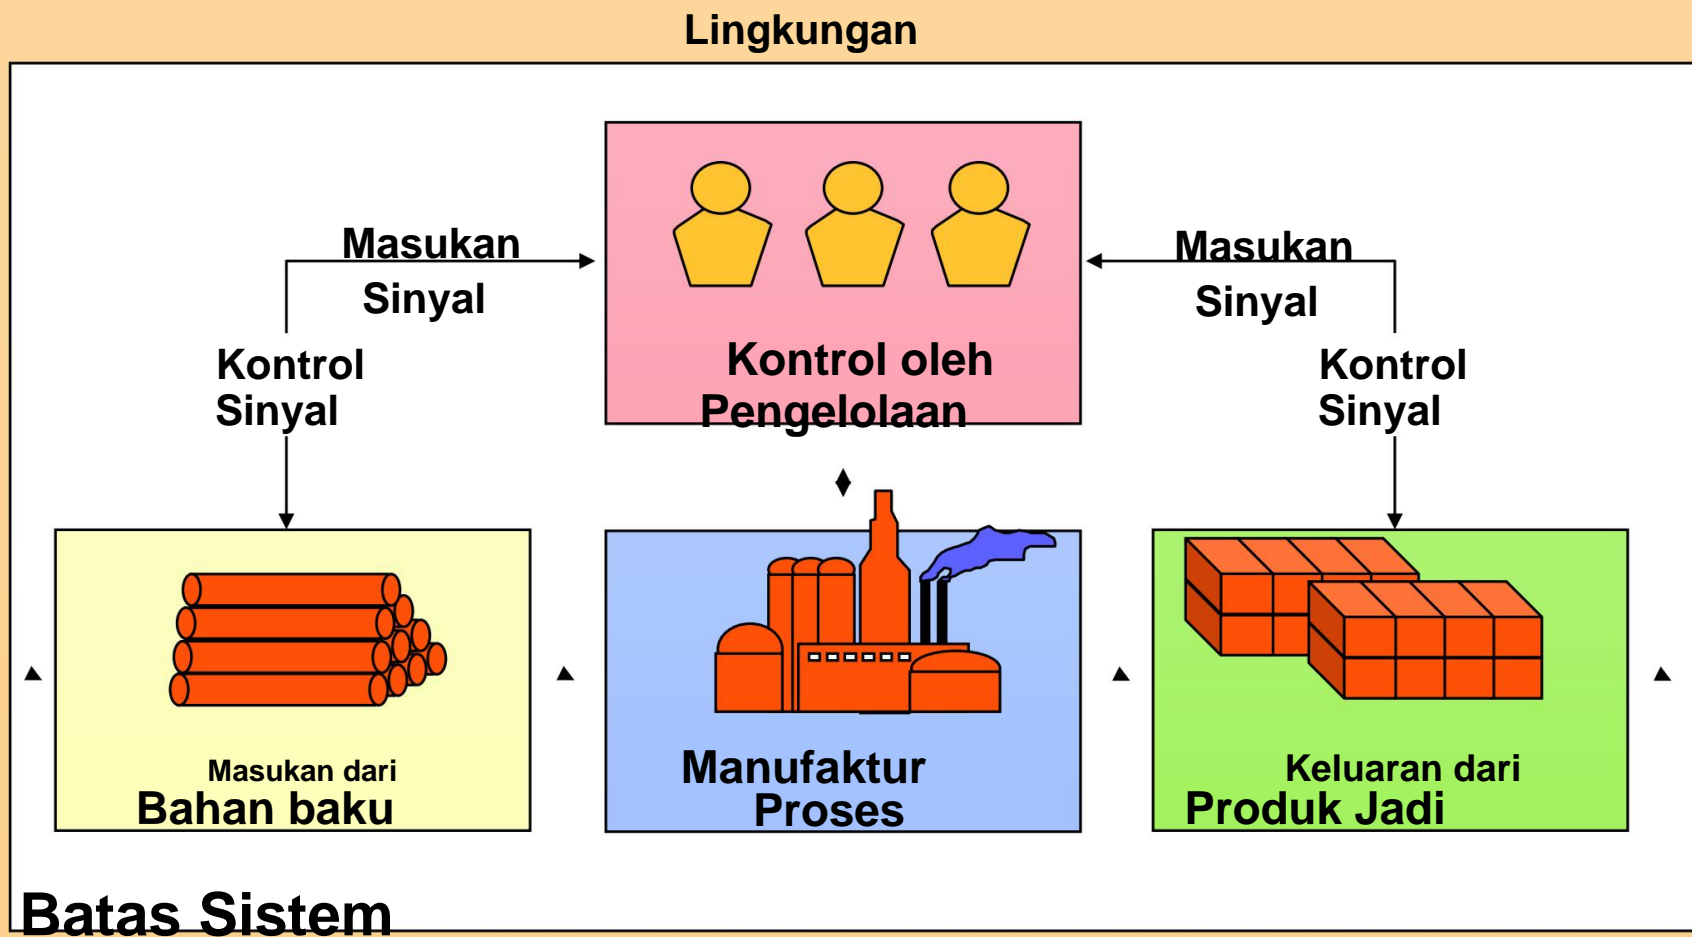 Lingkungan
Masukan
Sinyal
Kontrol
Sinyal
Kontrol oleh
Pengelolaan
Masukan
Sinyal
Kontrol
Sinyal
Masukan dari
Bahan baku
Manufaktur
Proses
Keluaran dari
Produk Jadi
Batas Sistem